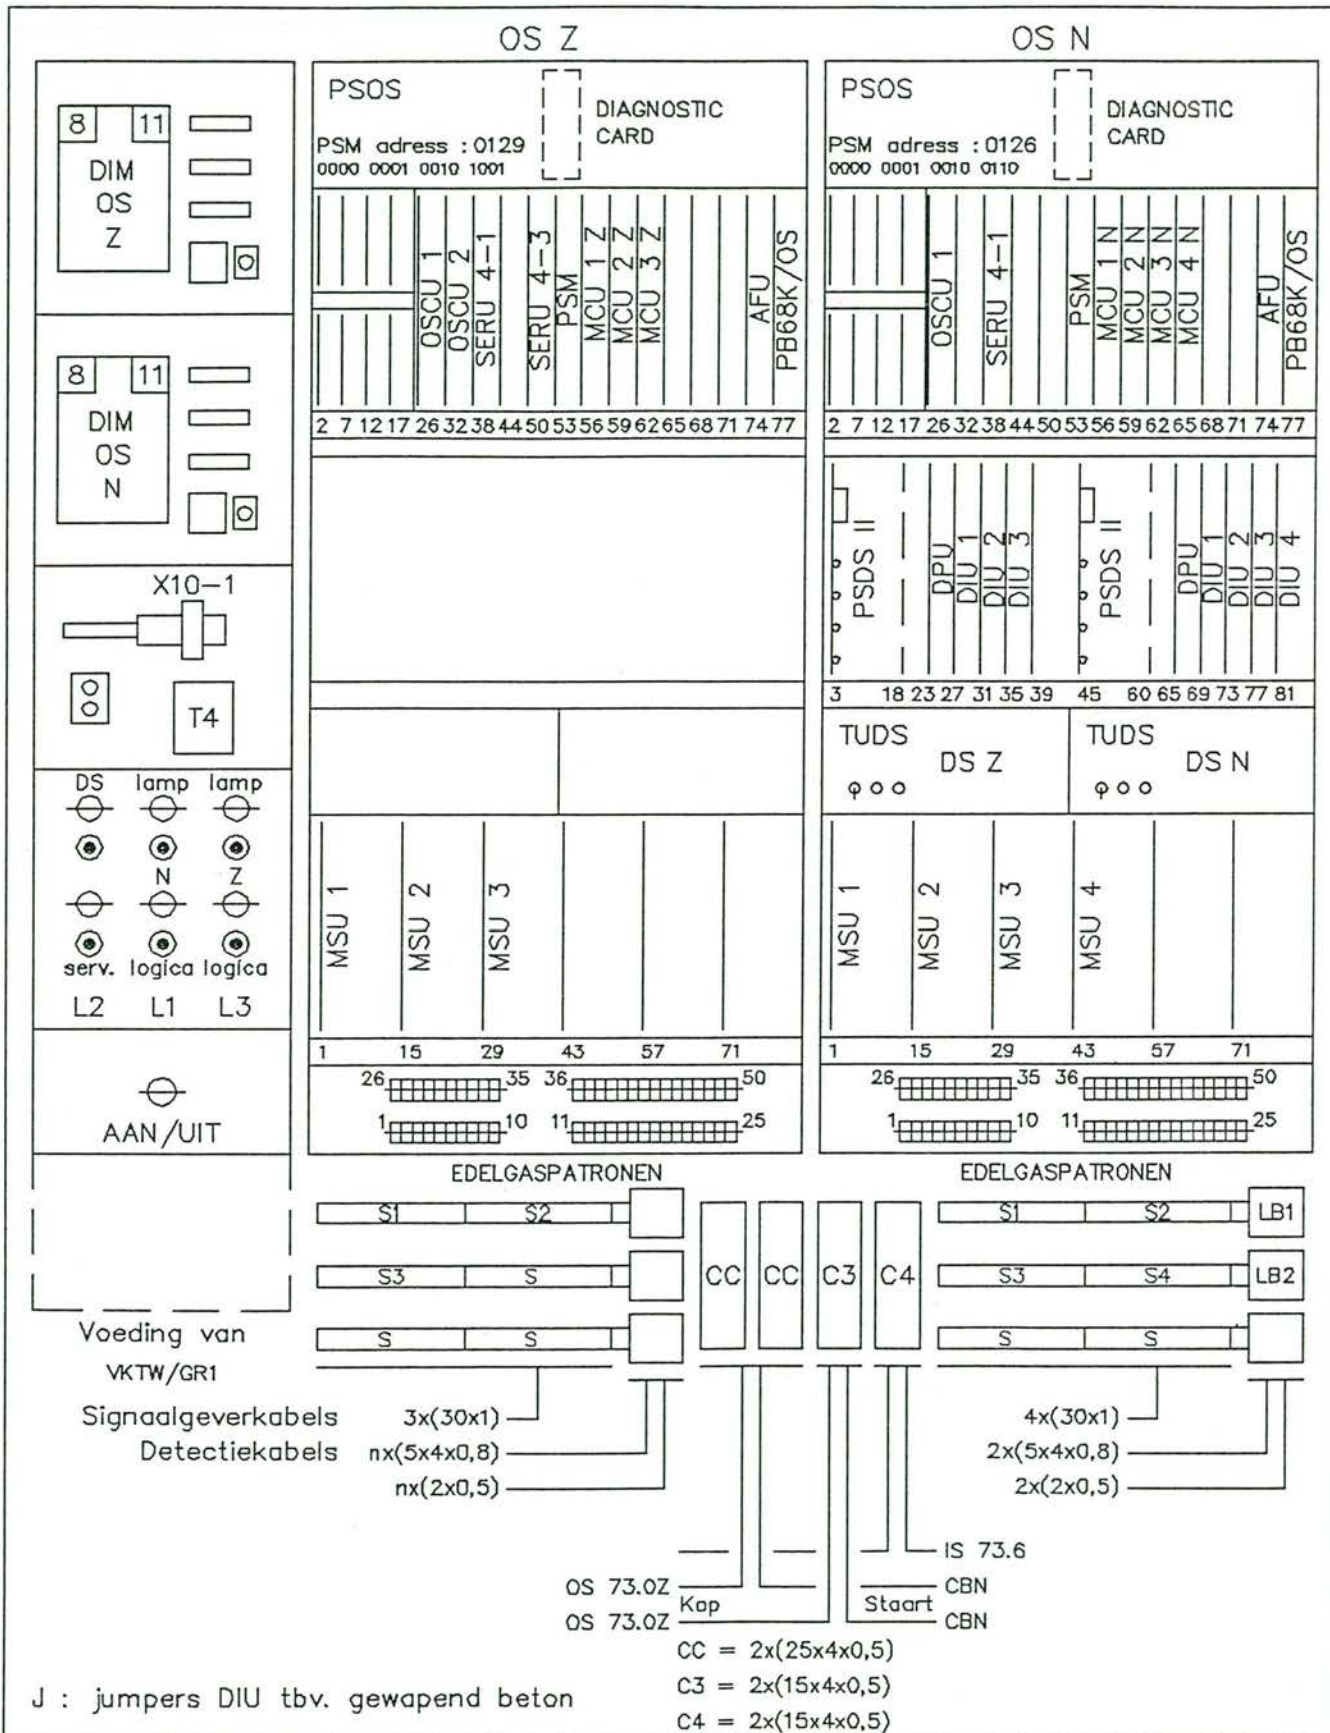 OS Z
OS N
8 11
DIM
OS
Z
8 11
DIM
OS
N
X10-1
T4
DS lamp lamp
N Z
serv. logica logica
L2 L1 L3
AAN/UIT
Voeding van
VKTW/GR1
PSOS
DIAGNOSTIC
CARD
PSM adress : 0129
0000 0001 0010 1001
OSCU 1
OSCU 2
SERU 4-1
SERU 4-3
PSM
MCU 1 Z
MCU 2 Z
MCU 3 Z
AFU
PB68K/OS
2 7 12 17 26 32 38 44 50 53 56 59 62 65 68 71 74 77
MSU 1
MSU 2
MSU 3
1 15 29 43 57 71
26 35 36 50
1 10 11 25
EDELGASPATRONEN
PSOS
DIAGNOSTIC
CARD
PSM adress : 0126
0000 0001 0010 0110
OSCU 1
SERU 4-1
PSM
MCU 1 N
MCU 2 N
MCU 3 N
MCU 4 N
AFU
PB68K/OS
2 7 12 17 26 32 38 44 50 53 56 59 62 65 68 71 74 77
PSDS II
DPU
DIU 1
DIU 2
DIU 3
PSDS II
DPU
DIU 1
DIU 2
DIU 3
DIU 4
3 18 23 27 31 35 39 45 60 65 69 73 77 81
TUDS
DS Z
TUDS
DS N
MSU 1
MSU 2
MSU 3
MSU 4
1 15 29 43 57 71
26 35 36 50
1 10 11 25
EDELGASPATRONEN
S1 S2
S3 S
S S
CC CC C3 C4
S1 S2 LB1
S3 S4 LB2
S S
Signaalgeverkabels 3x(30x1)
Detectiekabels nx(5x4x0,8)
nx(2x0,5)
4x(30x1)
2x(5x4x0,8)
2x(2x0,5)
IS 73.6
OS 73.0Z CBN
Kop Staart
OS 73.0Z CBN
CC = 2x(25x4x0,5)
C3 = 2x(15x4x0,5)
C4 = 2x(15x4x0,5)
J : jumpers DIU tbv. gewapend beton